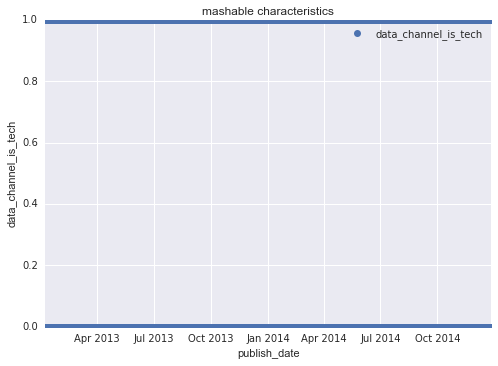 mashable characteristics
1.0
data_channel_is_tech
0.8
0.6
data_channel_is_tech
0.4
0.2
0.0
Apr 2013 Jul 2013 Oct 2013 Jan 2014 Apr 2014 Jul 2014 Oct 2014
publish_date